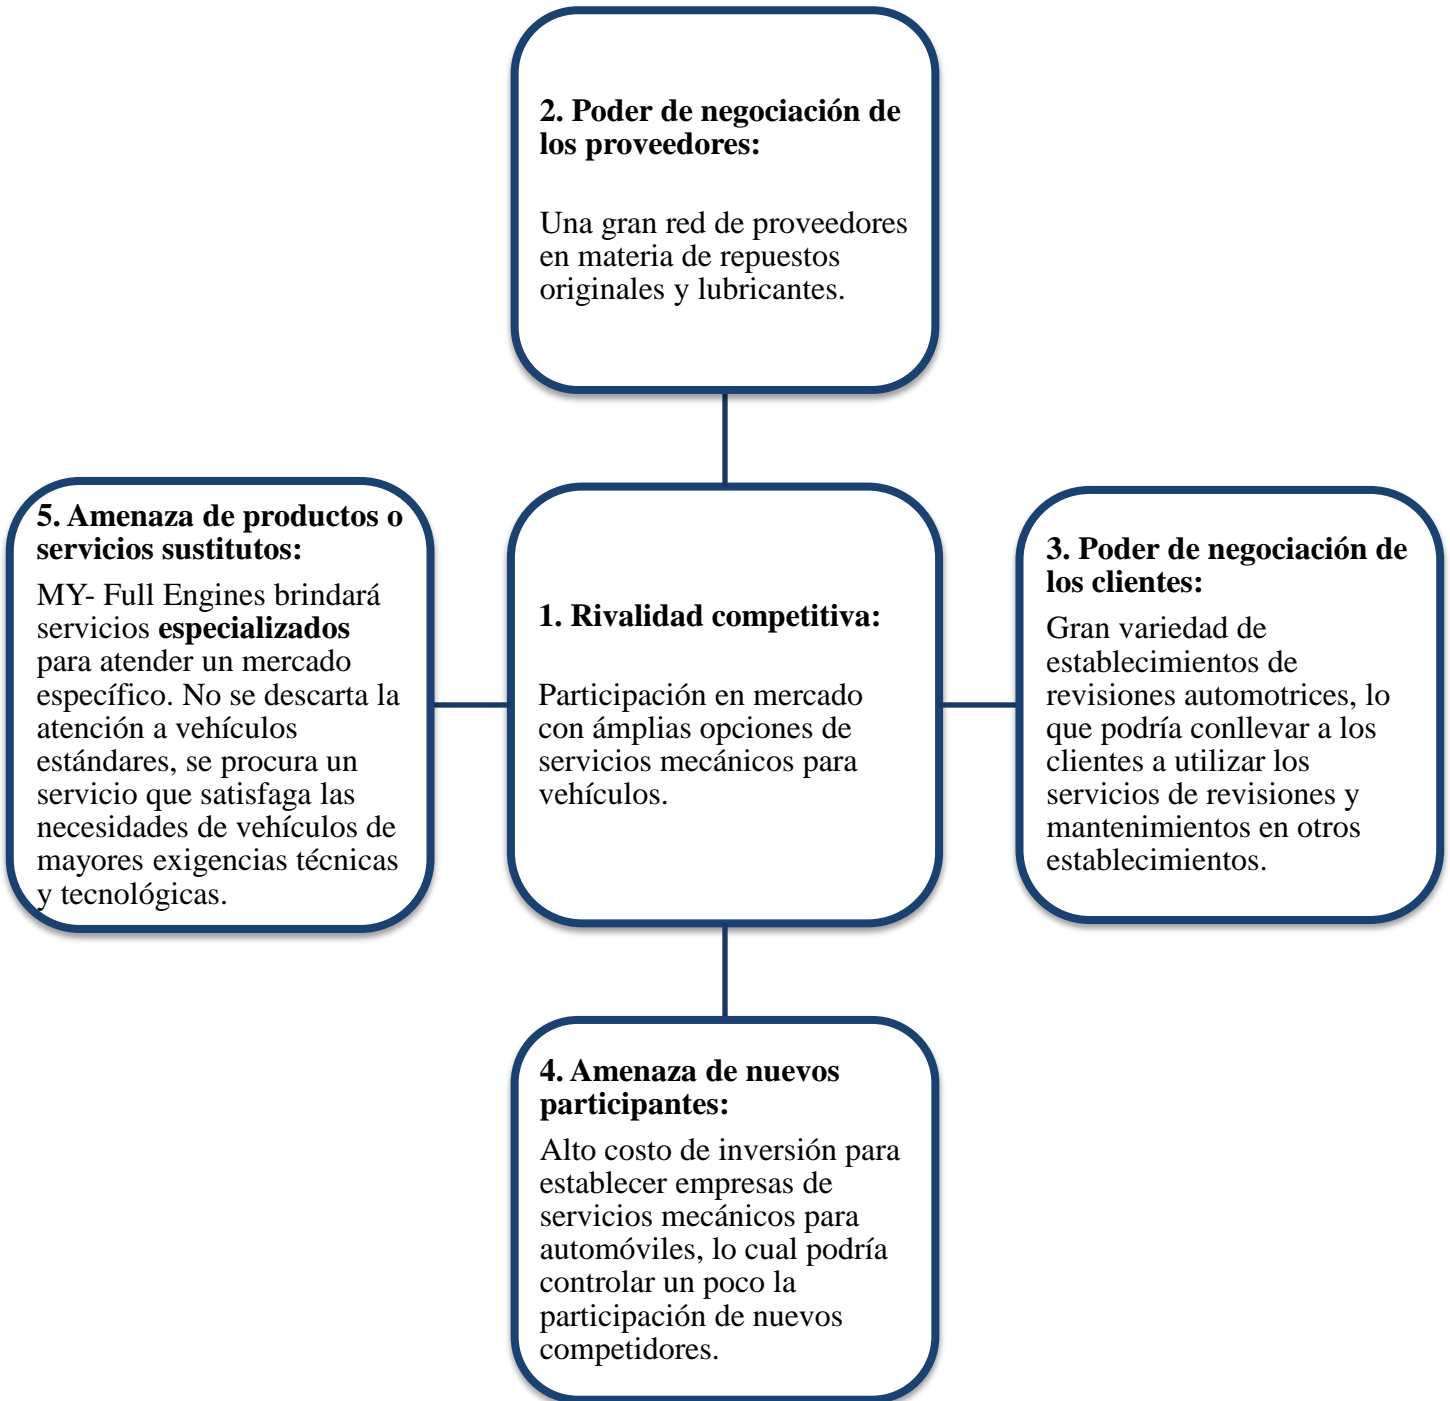 2. Poder de negociación de
los proveedores:
Una gran red de proveedores
en materia de repuestos
originales y lubricantes.
5. Amenaza de productos o
servicios sustitutos:
MY- Full Engines brindará
servicios especializados
para atender un mercado
específico. No se descarta la
atención a vehículos
estándares, se procura un
servicio que satisfaga las
necesidades de vehículos de
mayores exigencias técnicas
y tecnológicas.
1. Rivalidad competitiva:
Participación en mercado
con ámplias opciones de
servicios mecánicos para
vehículos.
3. Poder de negociación de
los clientes:
Gran variedad de
establecimientos de
revisiones automotrices, lo
que podría conllevar a los
clientes a utilizar los
servicios de revisiones y
mantenimientos en otros
establecimientos.
4. Amenaza de nuevos
participantes:
Alto costo de inversión para
establecer empresas de
servicios mecánicos para
automóviles, lo cual podría
controlar un poco la
participación de nuevos
competidores.